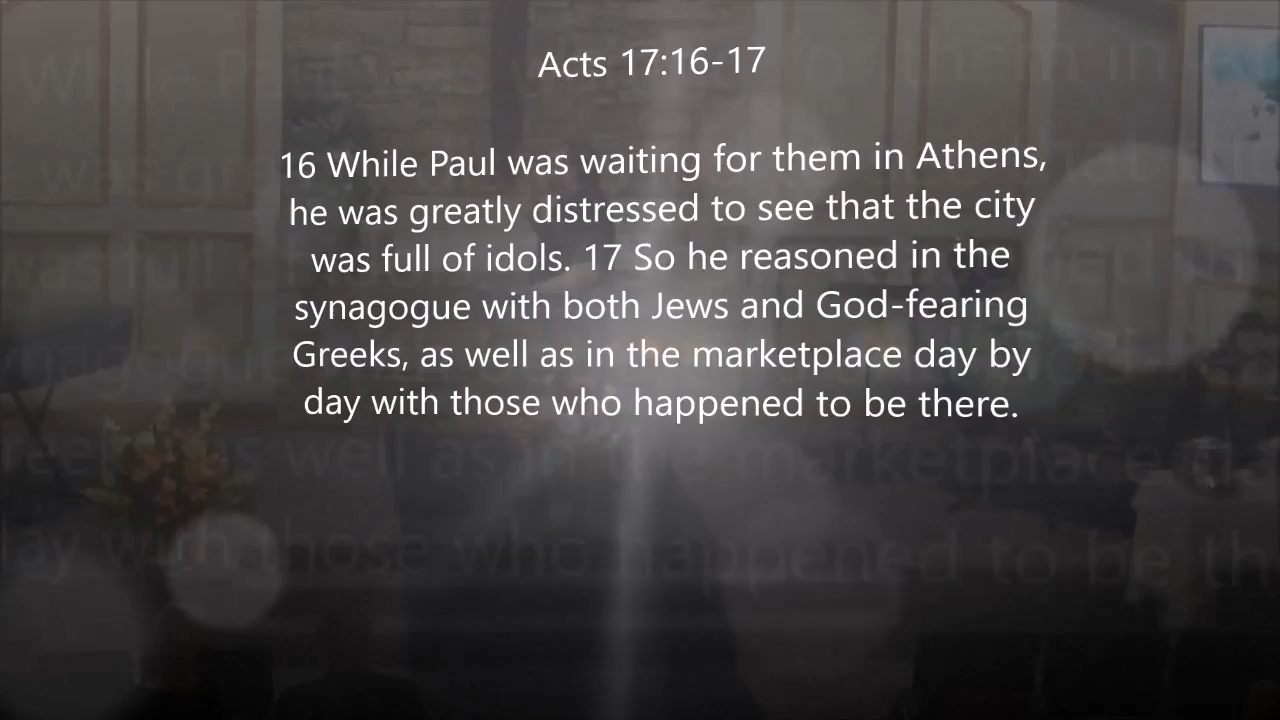 Acts 17:16-17
16 While Paul was waiting for them in Athens,
he was greatly distressed to see that the city
was full of idols. 17 So he reasoned in the
synagogue with both Jews and God-fearing
Greeks, as well as in the marketplace day by
day with those who happened to be there.